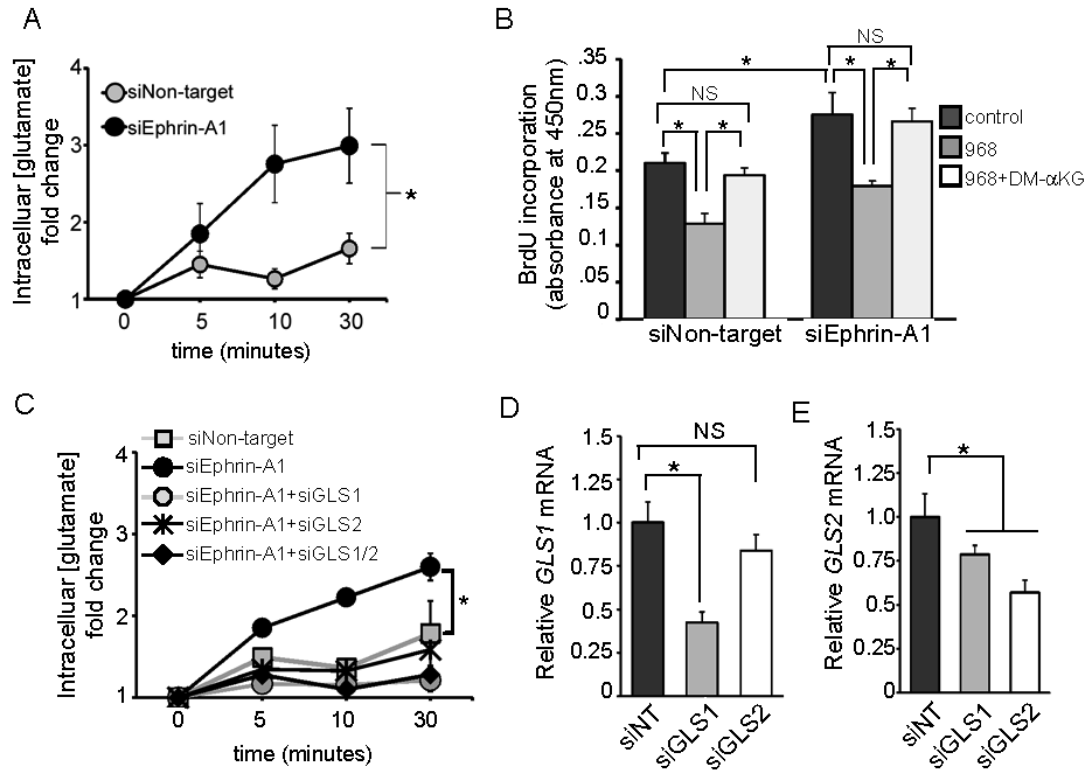 A
Intracelluar [glutamate]
fold change
4
3
2
1
siNon-target
siEphrin-A1
*
0 5 10 30
time (minutes)
B
BrdU incorporation
(absorbance at 450nm)
.35
0.3
0.25
.20
0.15
0.1
.05
0
NS
*
NS
* *
* *
control
968
968+DM-αKG
siNon-target siEphrin-A1
C
siNon-target
siEphrin-A1
siEphrin-A1+siGLS1
siEphrin-A1+siGLS2
siEphrin-A1+siGLS1/2
Intracelluar [glutamate]
fold change
4
3
2
1
*
0 5 10 30
time (minutes)
D
Relative GLS1 mRNA
1.5
1.25
1.0
0.75
0.5
0.25
0
NS
*
siNT siGLS1 siGLS2
E
Relative GLS2 mRNA
1.5
1.25
1.0
0.75
0.5
0.25
0
*
siNT siGLS1 siGLS2